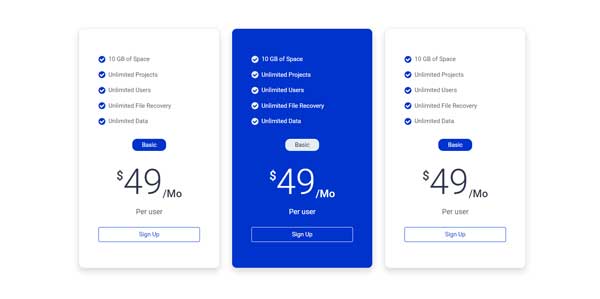 10 GB of Space
Unlimited Projects
Unlimited Users
Unlimited File Recovery
Unlimited Data
Basic
$49/Mo
Per user
Sign Up
10 GB of Space
Unlimited Projects
Unlimited Users
Unlimited File Recovery
Unlimited Data
Basic
$49/Mo
Per user
Sign Up
10 GB of Space
Unlimited Projects
Unlimited Users
Unlimited File Recovery
Unlimited Data
Basic
$49/Mo
Per user
Sign Up